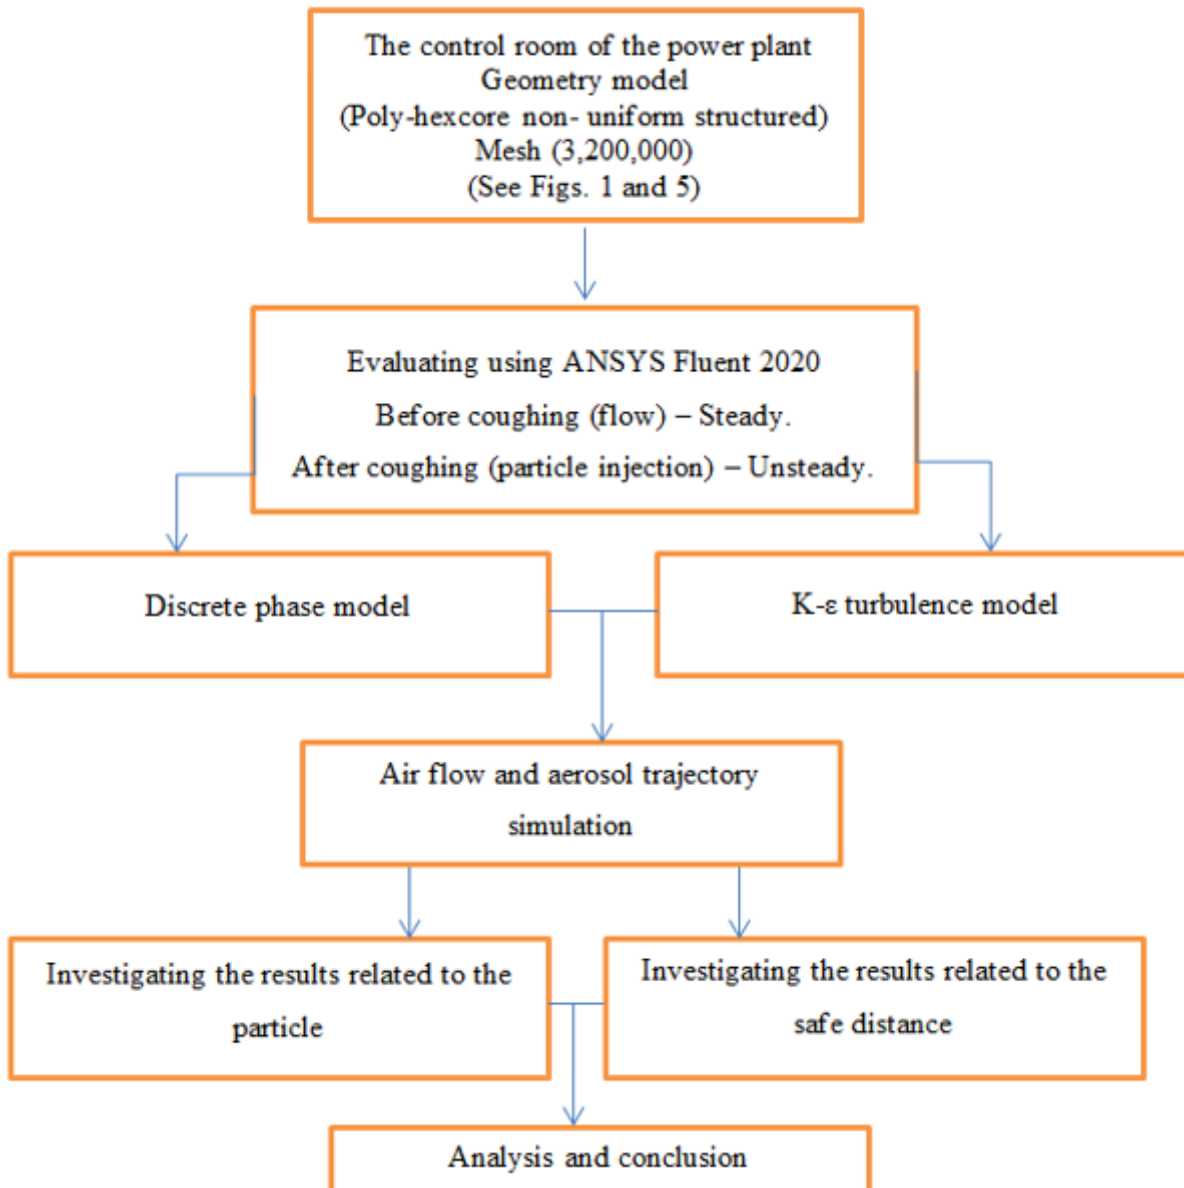 The control room of the power plant
Geometry model
(Poly-hexcore non- uniform structured)
Mesh (3,200,000)
(See Figs. 1 and 5)
Evaluating using ANSYS Fluent 2020
Before coughing (flow) – Steady.
After coughing (particle injection) – Unsteady.
Discrete phase model
K-ε turbulence model
Air flow and aerosol trajectory
simulation
Investigating the results related to the
particle
Investigating the results related to the
safe distance
Analysis and conclusion